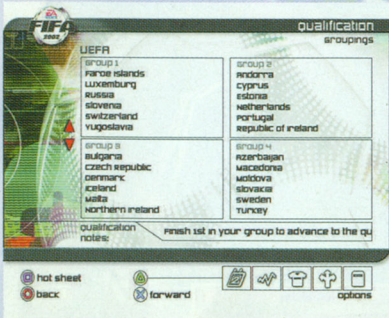 EA
SPORTS
FIFA
2002
qualification
Groupings
UEFA
Group 1
Faroe Islands
Luxemburg
Russia
Slovenia
Switzerland
Yugoslavia
Group 2
Andorra
Cyprus
Estonia
Netherlands
Portugal
Republic of Ireland
Group 3
Bulgaria
Czech Republic
Denmark
Iceland
Malta
Northern Ireland
Group 4
Azerbaijan
Macedonia
Moldova
Slovakia
Sweden
Turkey
qualification
notes:
Finish 1st in your group to advance to the qu
hot sheet
back
forward
options